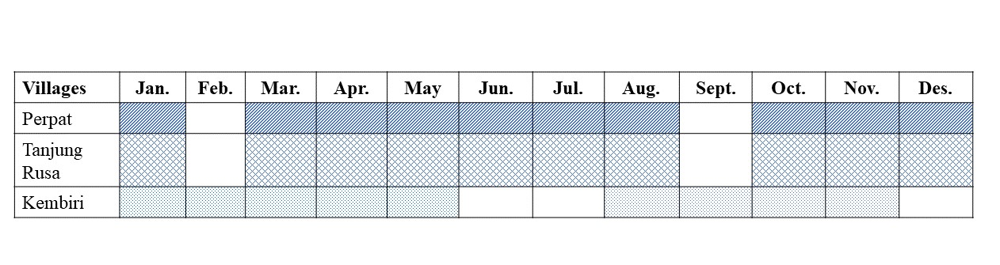 Villages Jan. Feb. Mar. Apr. May Jun. Jul. Aug. Sept. Oct. Nov. Des.
Perpat
Tanjung
Rusa
Kembiri